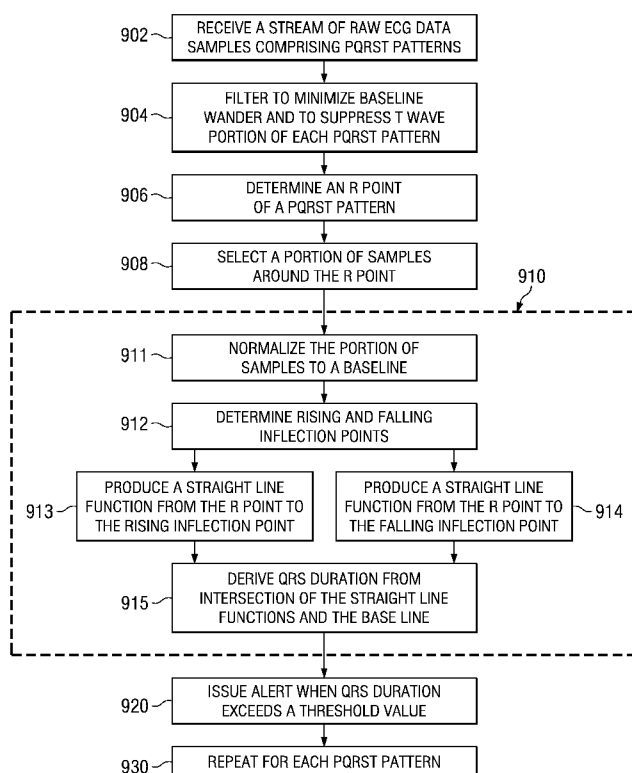 902
RECEIVE A STREAM OF RAW ECG DATA
SAMPLES COMPRISING PQRST PATTERNS
904
FILTER TO MINIMIZE BASELINE
WANDER AND TO SUPPRESS T WAVE
PORTION OF EACH PQRST PATTERN
906
DETERMINE AN R POINT
OF A PQRST PATTERN
908
SELECT A PORTION OF SAMPLES
AROUND THE R POINT
910
911
NORMALIZE THE PORTION OF
SAMPLES TO A BASELINE
912
DETERMINE RISING AND FALLING
INFLECTION POINTS
913
PRODUCE A STRAIGHT LINE
FUNCTION FROM THE R POINT TO
THE RISING INFLECTION POINT
PRODUCE A STRAIGHT LINE
FUNCTION FROM THE R POINT TO
THE FALLING INFLECTION POINT
914
915
DERIVE QRS DURATION FROM
INTERSECTION OF THE STRAIGHT LINE
FUNCTIONS AND THE BASE LINE
920
ISSUE ALERT WHEN QRS DURATION
EXCEEDS A THRESHOLD VALUE
930
REPEAT FOR EACH PQRST PATTERN